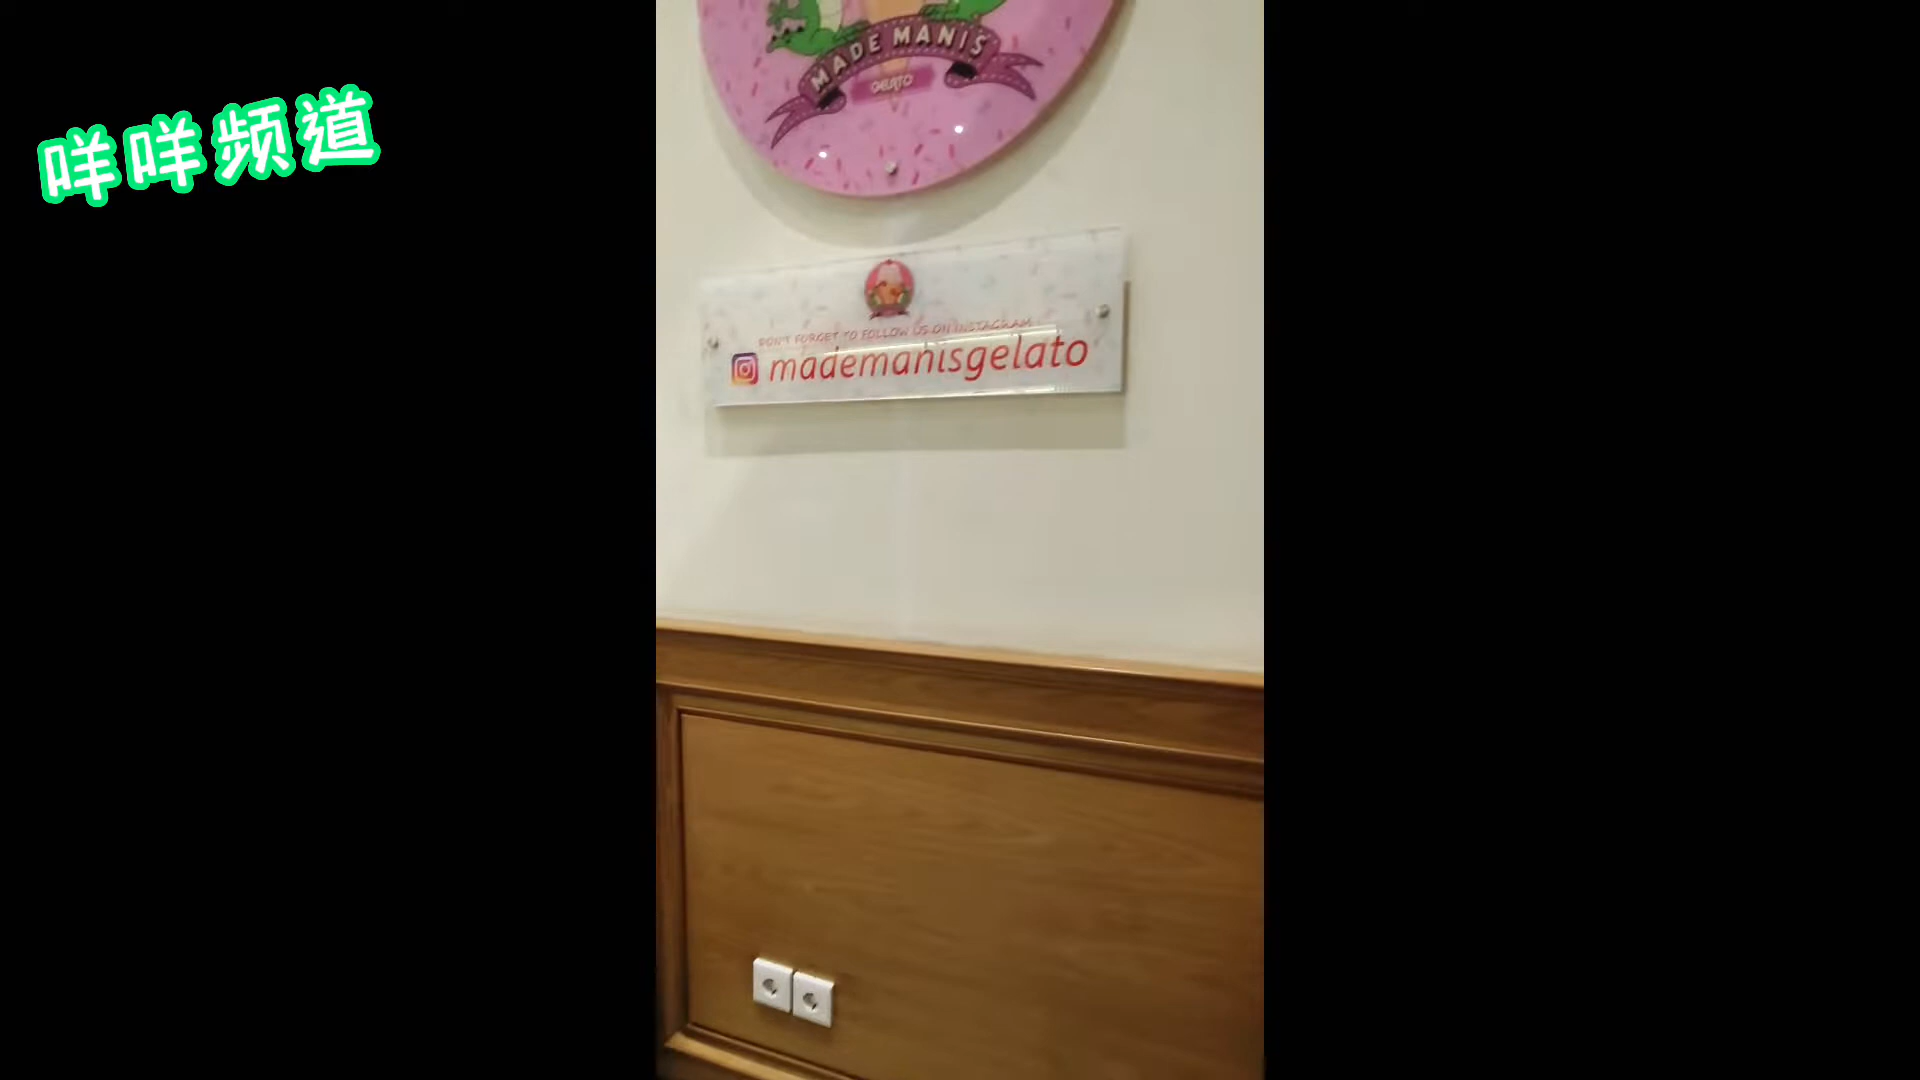 咩咩频道
MADE MANIS
GELATO
DON'T FORGET TO FOLLOW US ON INSTAGRAM
mademanisgelato